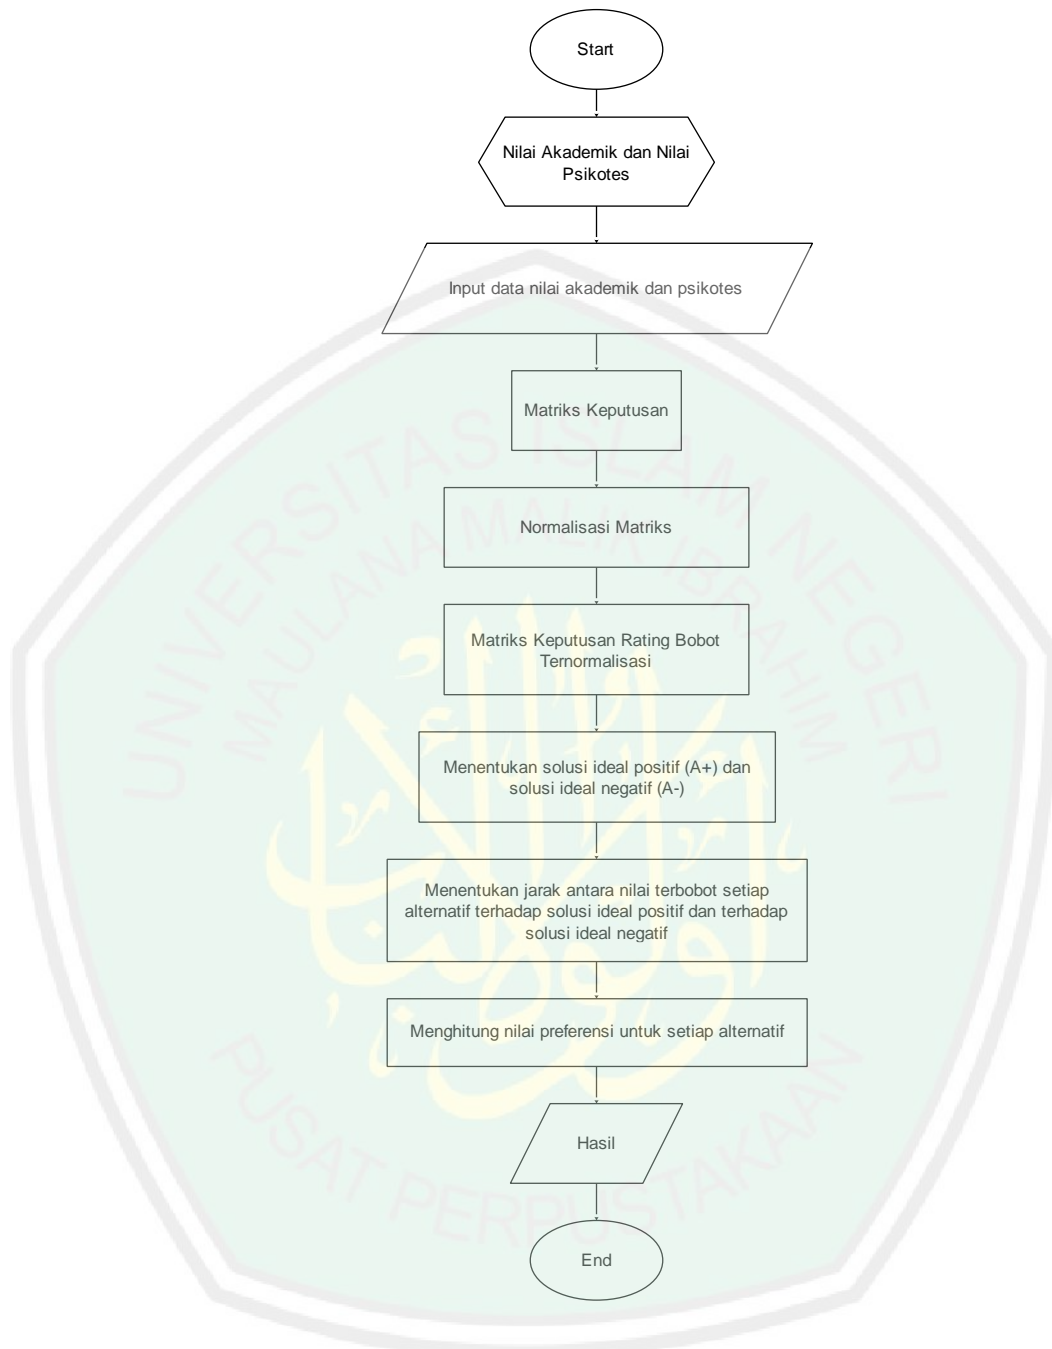 Start
Nilai Akademik dan Nilai
Psikotes
Input data nilai akademik dan psikotes
Matriks Keputusan
Normalisasi Matriks
Matriks Keputusan Rating Bobot
Ternormalisasi
Menentukan solusi ideal positif (A+) dan
solusi ideal negatif (A-)
Menentukan jarak antara nilai terbobot setiap
alternatif terhadap solusi ideal positif dan terhadap
solusi ideal negatif
Menghitung nilai preferensi untuk setiap alternatif
Hasil
End
UNIVERSITAS ISLAM NEGERI
MAULANA MALIK IBRAHIM
PUSAT PERPUSTAKAAN